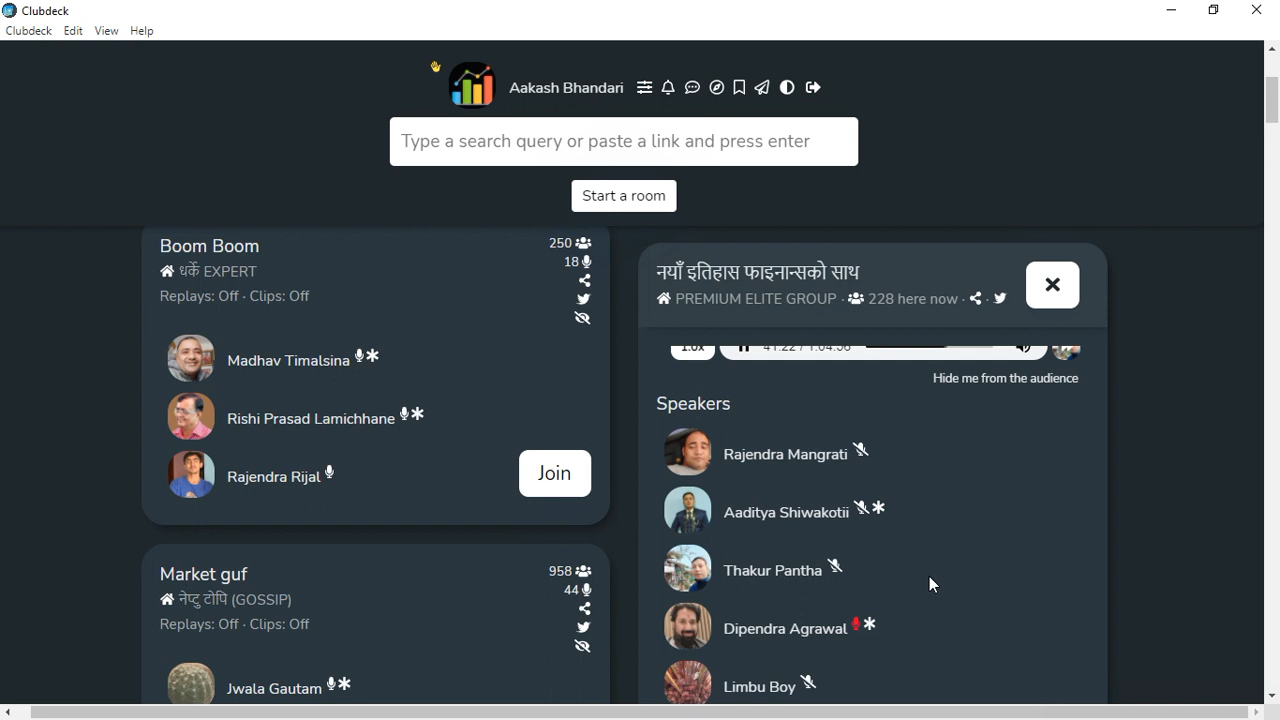 Clubdeck
Clubdeck Edit View Help
Aakash Bhandari
Type a search query or paste a link and press enter
Start a room
Boom Boom
250
18
धर्के EXPERT
Replays: Off · Clips: Off
Madhav Timalsina
Rishi Prasad Lamichhane
Rajendra Rijal
Join
Market guf
958
44
नेप्टु टोपि (GOSSIP)
Replays: Off · Clips: Off
Jwala Gautam
नयाँ इतिहास फाइनान्सको साथ
PREMIUM ELITE GROUP · 228 here now · ·
1.0x
Hide me from the audience
Speakers
Rajendra Mangrati
Aaditya Shiwakotii
Thakur Pantha
Dipendra Agrawal
Limbu Boy